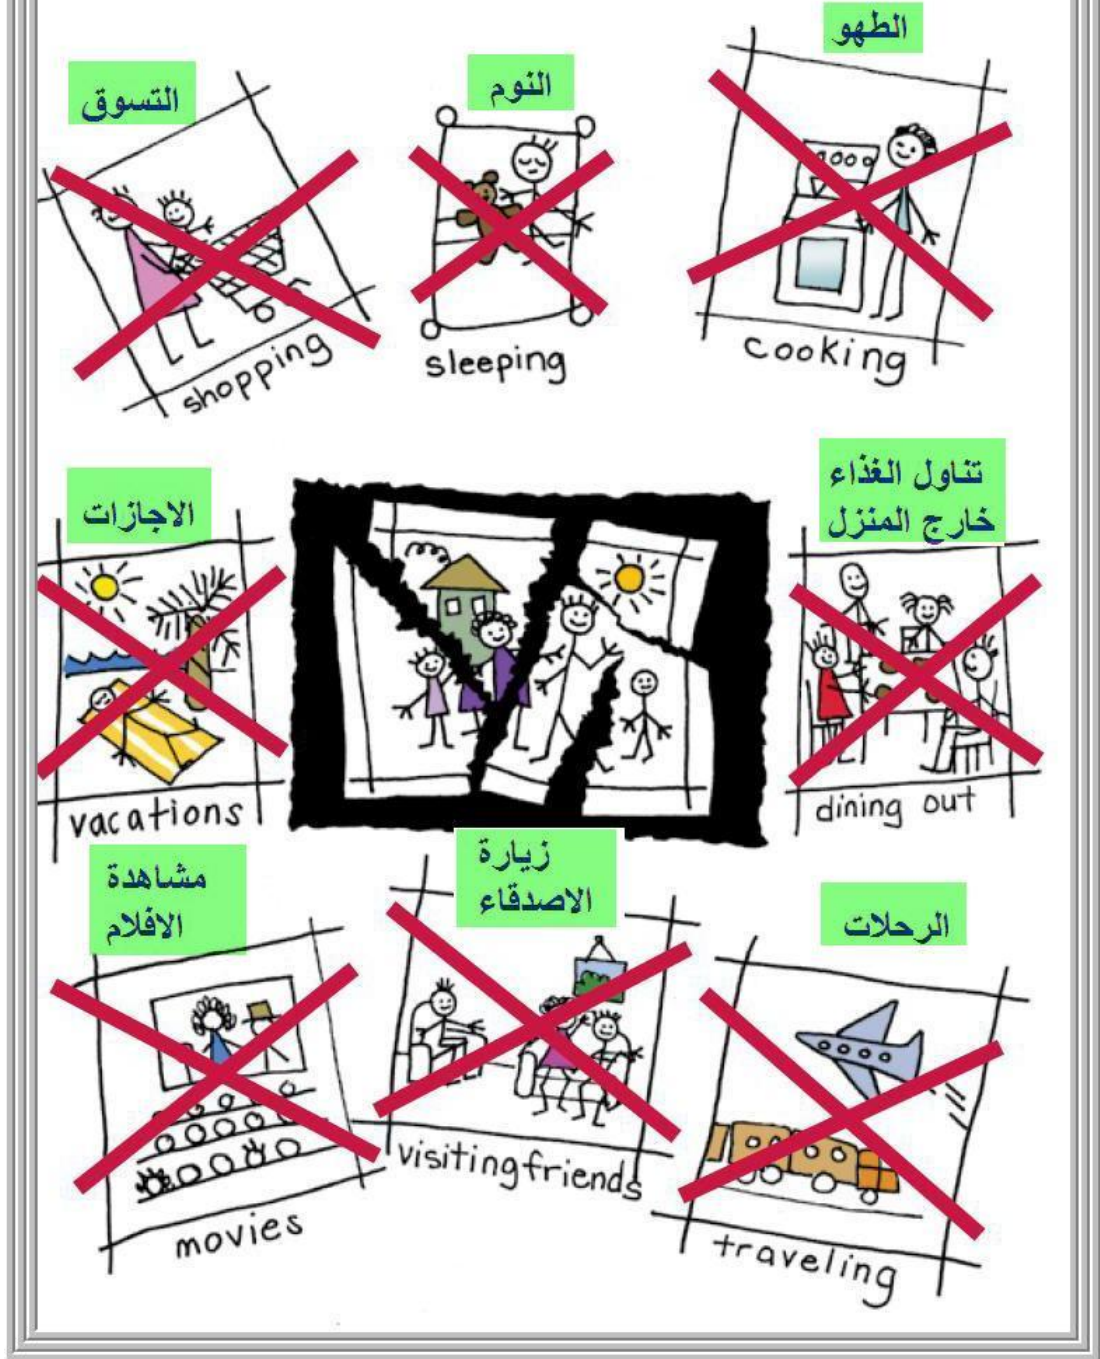 الطهو
النوم
التسوق
shopping
sleeping
cooking
تناول الغذاء
خارج المنزل
الاجازات
vacations
dining out
زيارة
الاصدقاء
مشاهدة
الافلام
الرحلات
movies
visiting friends
traveling